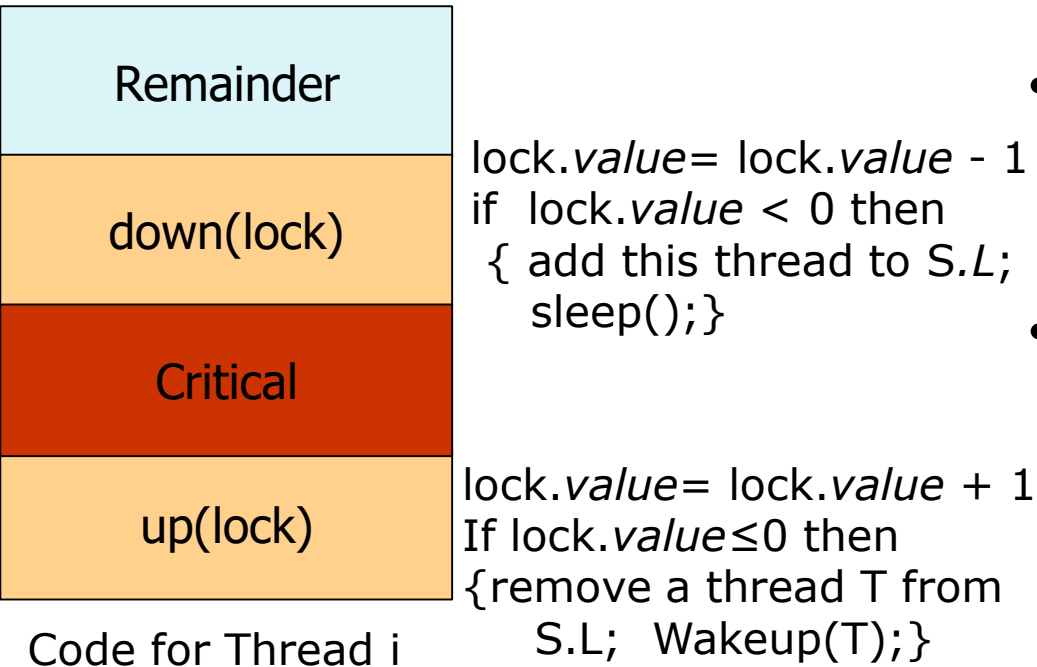 Remainder
•
lock.value= lock.value - 1
if lock.value < 0 then
{ add this thread to S.L;
sleep();}
down(lock)
•
Critical
lock.value= lock.value + 1
If lock.value≤0 then
{remove a thread T from
S.L; Wakeup(T);}
up(lock)
Code for Thread i